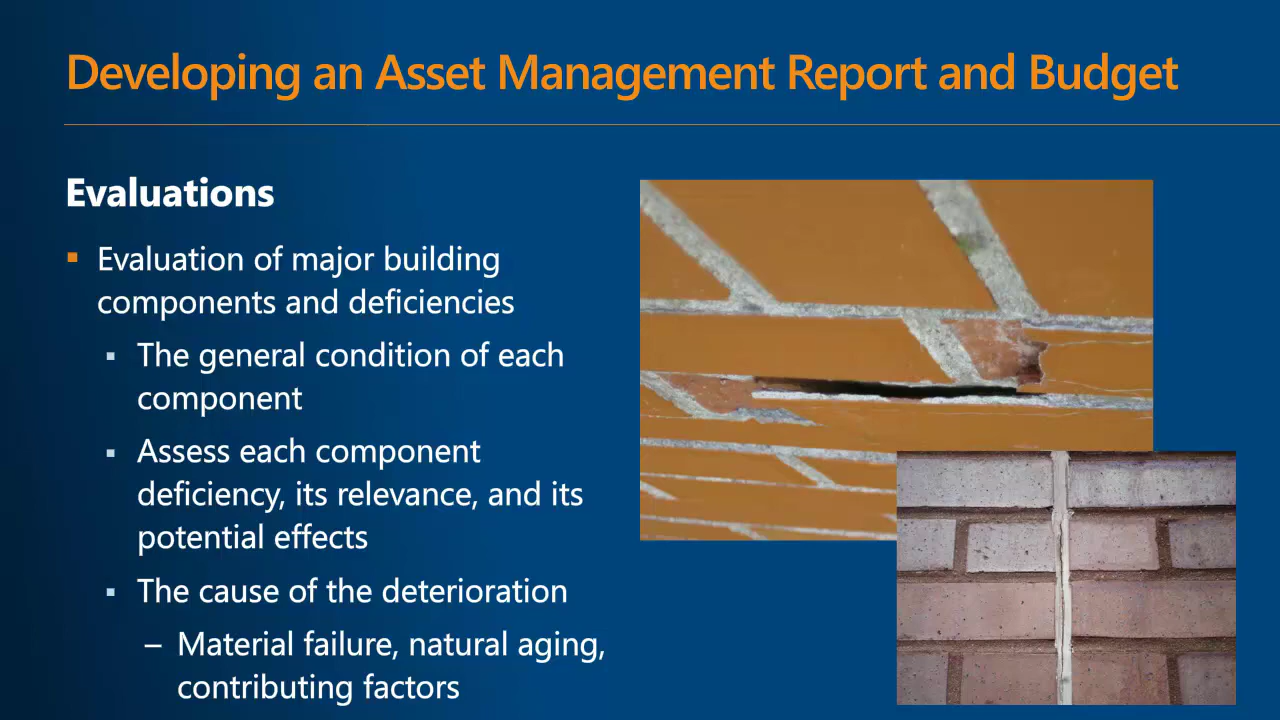 Developing an Asset Management Report and Budget
Evaluations
▪ Evaluation of major building
components and deficiencies
▪ The general condition of each
component
▪ Assess each component
deficiency, its relevance, and its
potential effects
▪ The cause of the deterioration
– Material failure, natural aging,
contributing factors